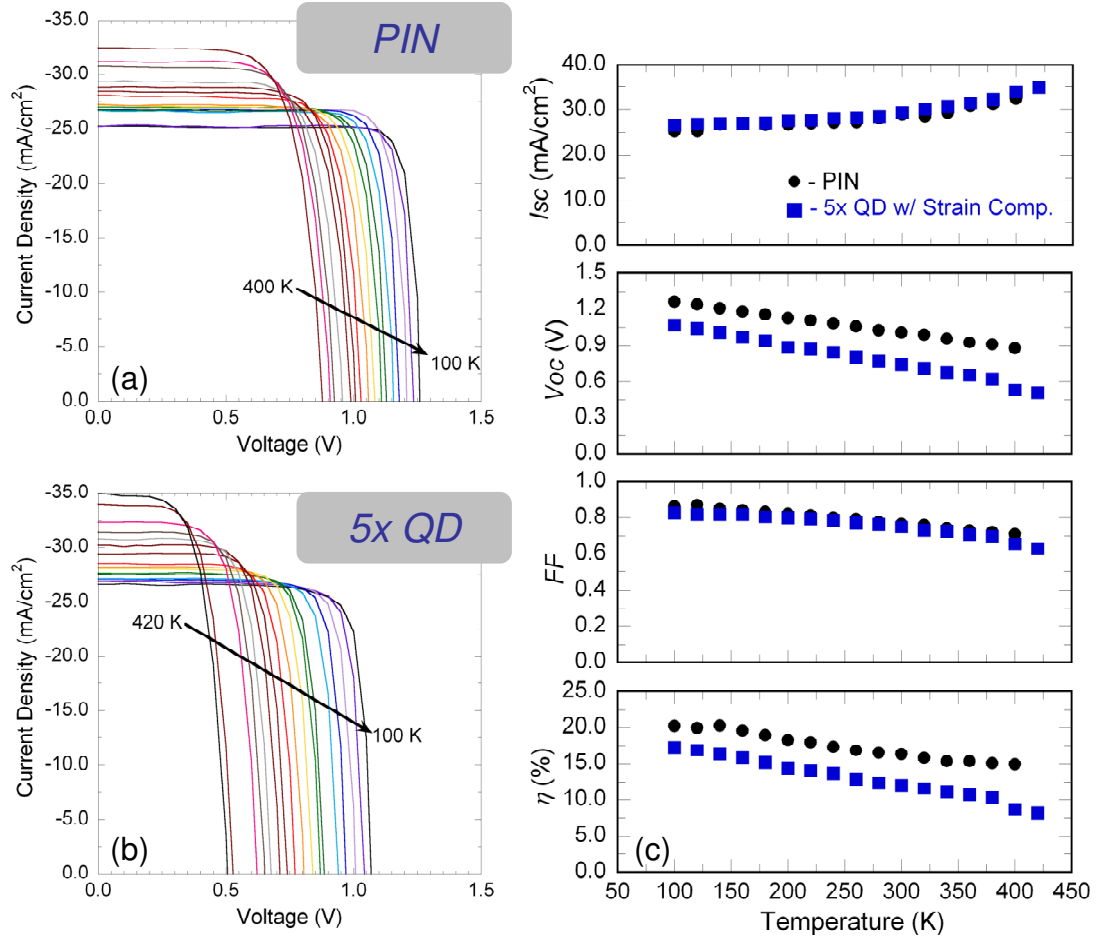 PIN
-35.0
-30.0
-25.0
-20.0
-15.0
-10.0
-5.0
0.0
Current Density (mA/cm²)
400 K
100 K
(a)
0.0 0.5 1.0 1.5
Voltage (V)
5x QD
-35.0
-30.0
-25.0
-20.0
-15.0
-10.0
-5.0
0.0
Current Density (mA/cm²)
420 K
100 K
(b)
0.0 0.5 1.0 1.5
Voltage (V)
40.0
30.0
20.0
10.0
0.0
Isc (mA/cm²)
- PIN
- 5x QD w/ Strain Comp.
1.5
1.2
0.9
0.6
0.3
0.0
Voc (V)
1.0
0.8
0.6
0.4
0.2
0.0
FF
25.0
20.0
15.0
10.0
5.0
0.0
η (%)
(c)
50 100 150 200 250 300 350 400 450
Temperature (K)